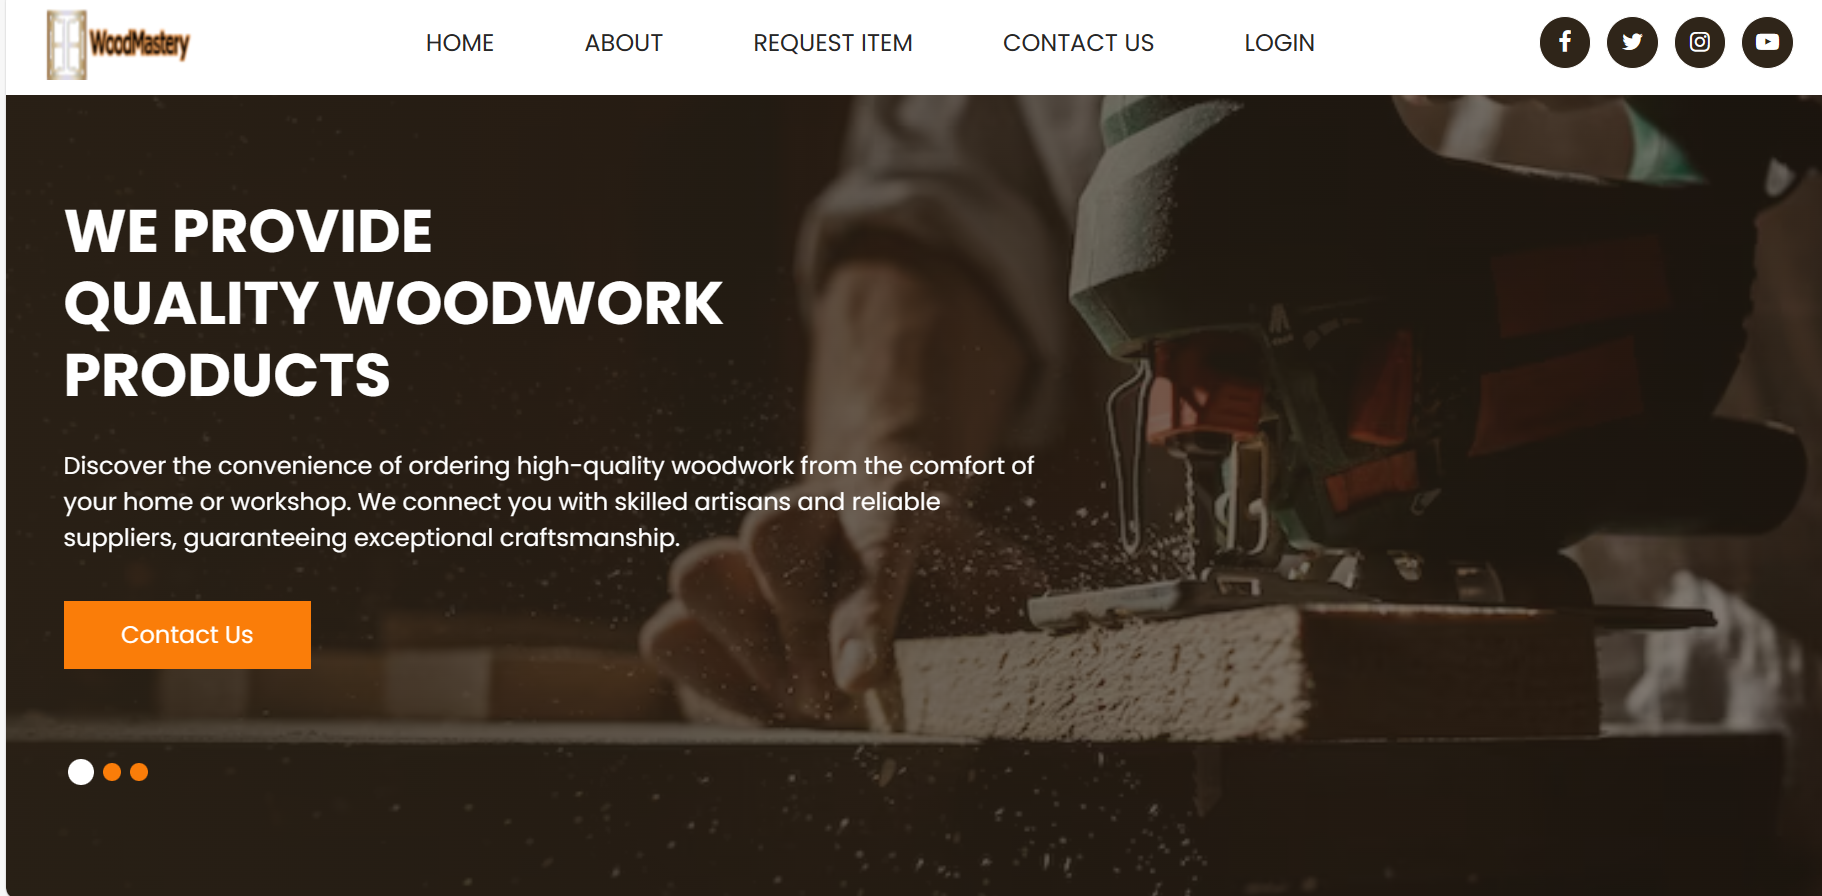 WoodMastery
HOME
ABOUT
REQUEST ITEM
CONTACT US
LOGIN
WE PROVIDE
QUALITY WOODWORK
PRODUCTS
Discover the convenience of ordering high-quality woodwork from the comfort of
your home or workshop. We connect you with skilled artisans and reliable
suppliers, guaranteeing exceptional craftsmanship.
Contact Us